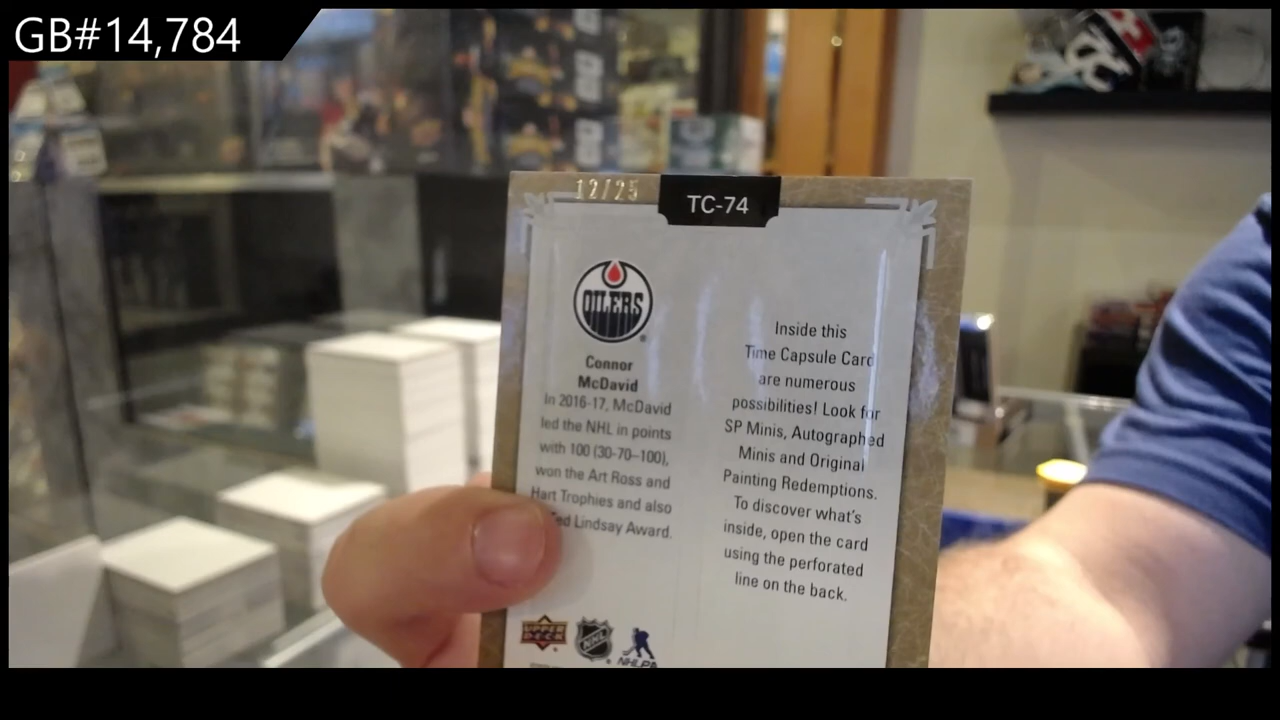 GB#14,784
12/25
TC-74
OILERS
Connor
McDavid
In 2016-17, McDavid
led the NHL in points
with 100 (30-70–100),
won the Art Ross and
Hart Trophies and also
Ted Lindsay Award.
Inside this
Time Capsule Card
are numerous
possibilities! Look for
SP Minis, Autographed
Minis and Original
Painting Redemptions.
To discover what's
inside, open the card
using the perforated
line on the back.
UPPER DECK
NHL
NHLPA